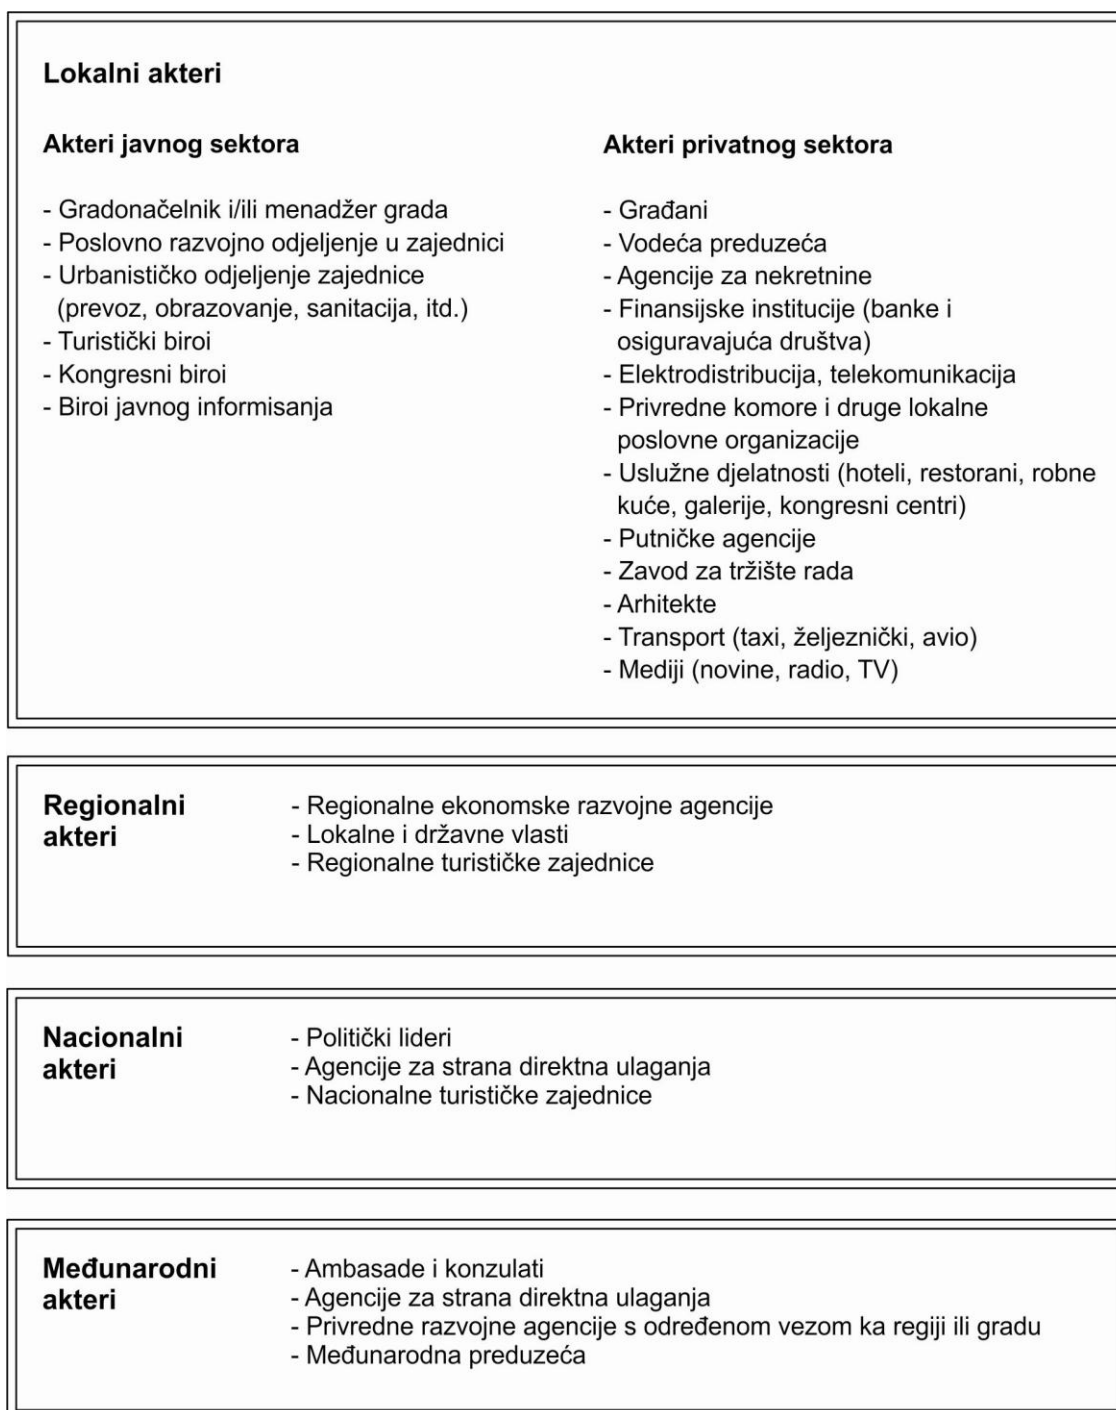 Lokalni akteri
Akteri javnog sektora
- Gradonačelnik i/ili menadžer grada
- Poslovno razvojno odjeljenje u zajednici
- Urbanističko odjeljenje zajednice
(prevoz, obrazovanje, sanitacija, itd.)
- Turistički biroi
- Kongresni biroi
- Biroi javnog informisanja
Akteri privatnog sektora
- Građani
- Vodeća preduzeća
- Agencije za nekretnine
- Finansijske institucije (banke i
osiguravajuća društva)
- Elektrodistribucija, telekomunikacija
- Privredne komore i druge lokalne
poslovne organizacije
- Uslužne djelatnosti (hoteli, restorani, robne
kuće, galerije, kongresni centri)
- Putničke agencije
- Zavod za tržište rada
- Arhitekte
- Transport (taxi, željeznički, avio)
- Mediji (novine, radio, TV)
Regionalni
akteri
- Regionalne ekonomske razvojne agencije
- Lokalne i državne vlasti
- Regionalne turističke zajednice
Nacionalni
akteri
- Politički lideri
- Agencije za strana direktna ulaganja
- Nacionalne turističke zajednice
Međunarodni
akteri
- Ambasade i konzulati
- Agencije za strana direktna ulaganja
- Privredne razvojne agencije s određenom vezom ka regiji ili gradu
- Međunarodna preduzeća